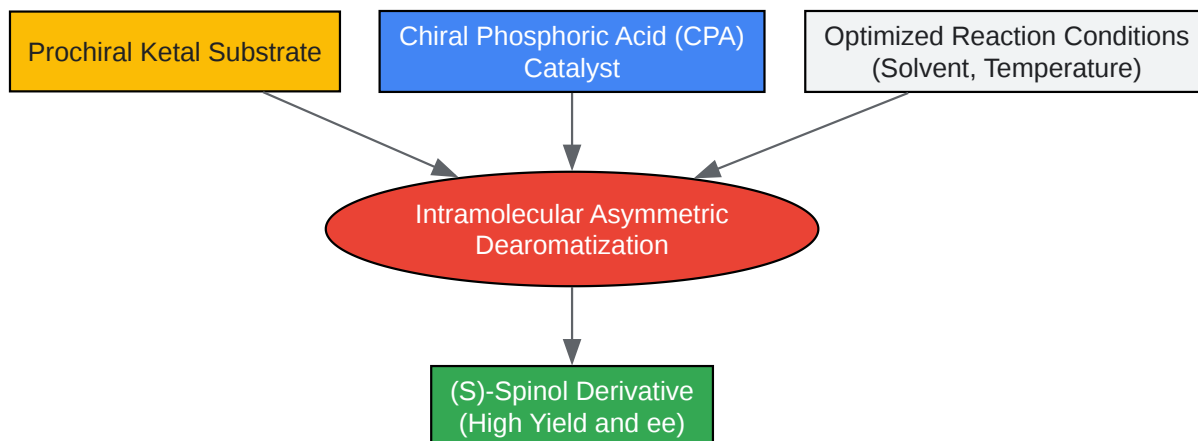 Prochiral Ketal Substrate
Chiral Phosphoric Acid (CPA)
Catalyst
Optimized Reaction Conditions
(Solvent, Temperature)
Intramolecular Asymmetric
Dearomatization
(S)-Spinol Derivative
(High Yield and ee)